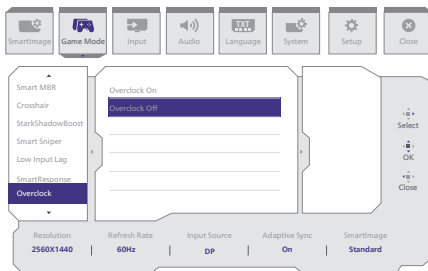 SmartImage
Game Mode
Input
Audio
TXT
Language
System
Setup
Close
Smart MBR
Crosshair
StarkShadowBoost
Smart Sniper
Low Input Lag
SmartResponse
Overclock
Overclock On
Overclock Off
Select
OK
Close
Resolution
Refresh Rate
Input Source
Adaptive Sync
SmartImage
2560X1440
60Hz
DP
On
Standard